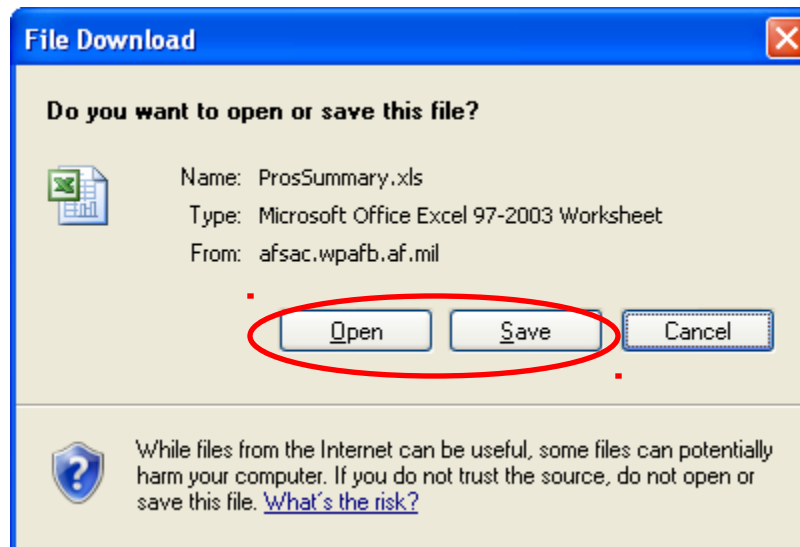 File Download
Do you want to open or save this file?
Name: ProsSummary.xls
Type: Microsoft Office Excel 97-2003 Worksheet
From: afsac.wpafb.af.mil
Open Save Cancel
While files from the Internet can be useful, some files can potentially
harm your computer. If you do not trust the source, do not open or
save this file. What's the risk?